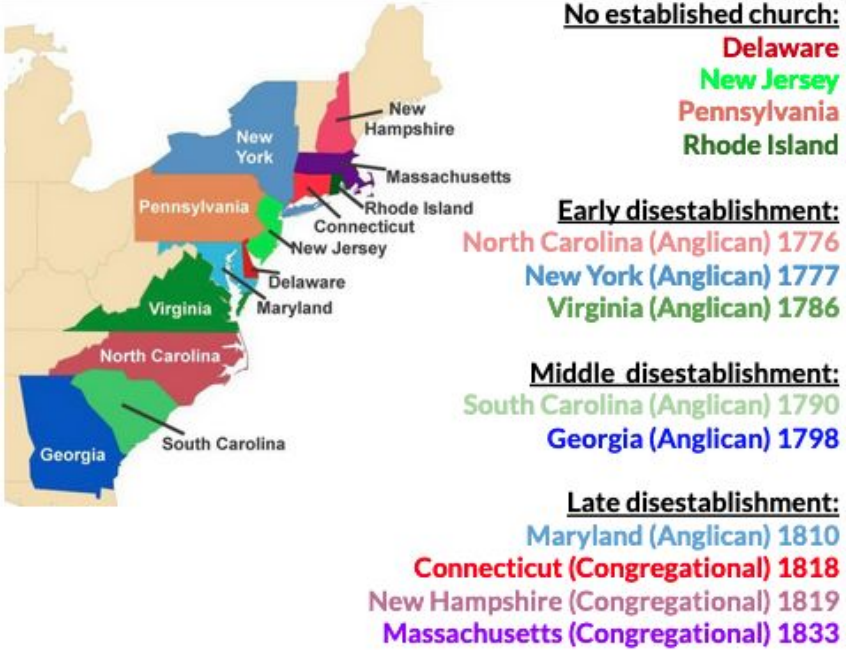 New
Hampshire
New
York
Massachusetts
Pennsylvania
Rhode Island
Connecticut
New Jersey
Delaware
Maryland
Virginia
North Carolina
South Carolina
Georgia
No established church:
Delaware
New Jersey
Pennsylvania
Rhode Island
Early disestablishment:
North Carolina (Anglican) 1776
New York (Anglican) 1777
Virginia (Anglican) 1786
Middle disestablishment:
South Carolina (Anglican) 1790
Georgia (Anglican) 1798
Late disestablishment:
Maryland (Anglican) 1810
Connecticut (Congregational) 1818
New Hampshire (Congregational) 1819
Massachusetts (Congregational) 1833